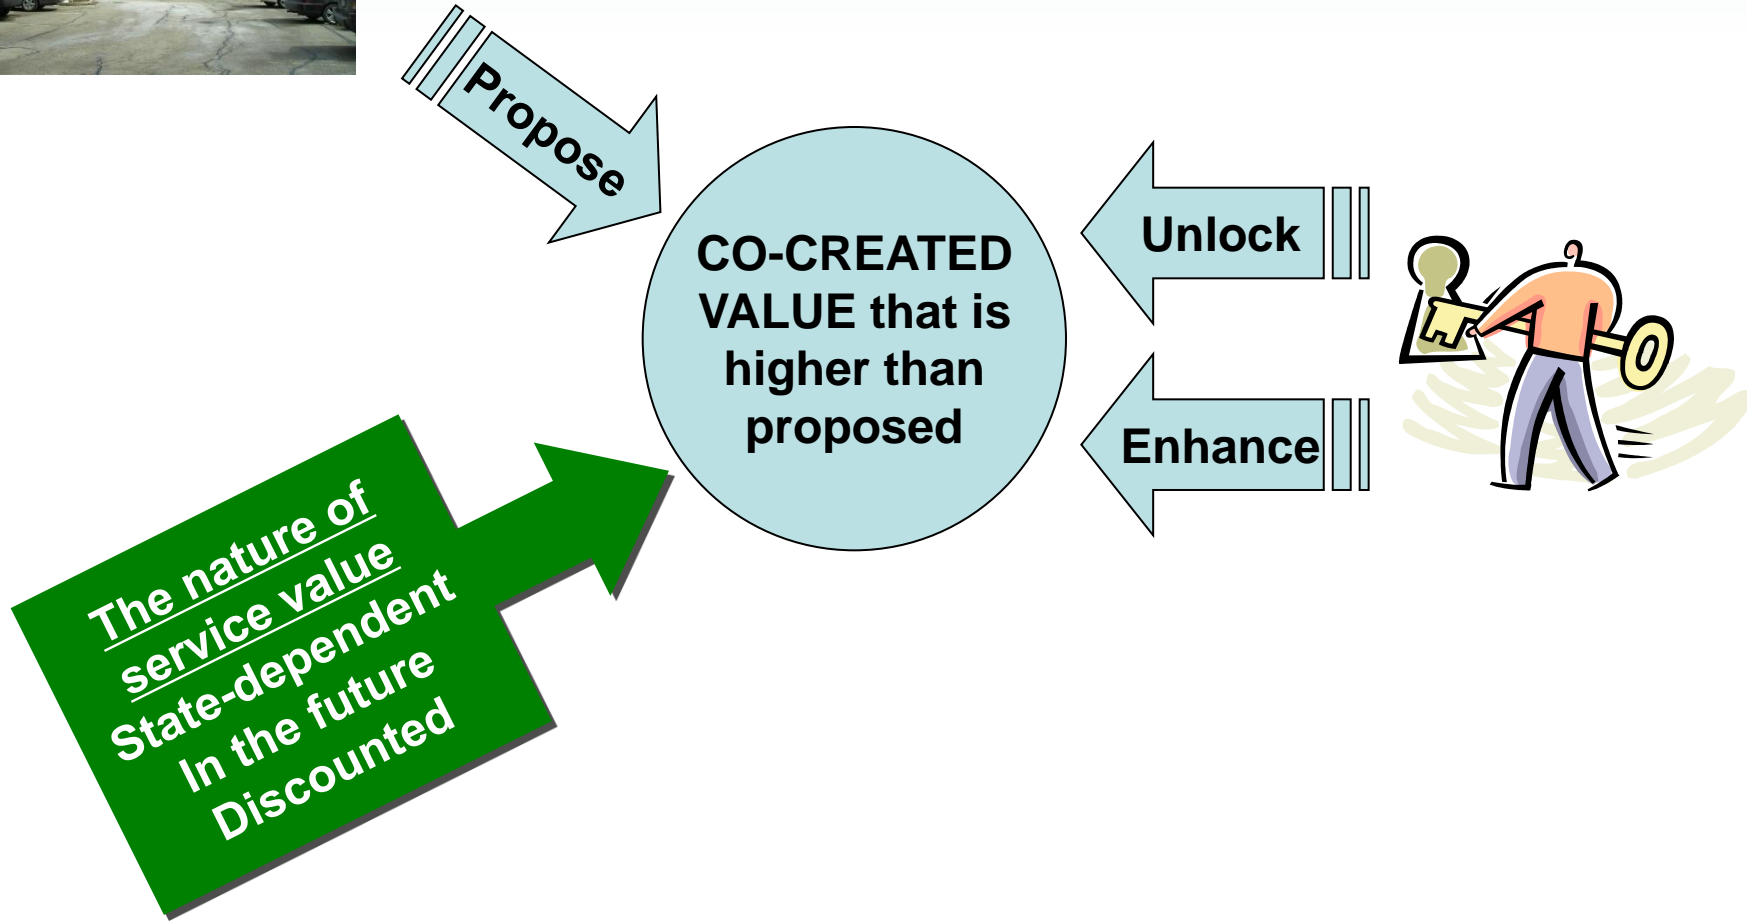 Propose
CO-CREATED
VALUE that is
higher than
proposed
Unlock
Enhance
The nature of
service value
State-dependent
In the future
Discounted